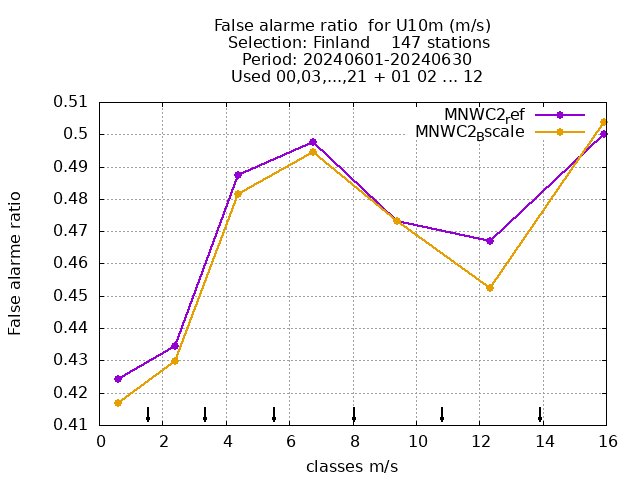 False alarme ratio  for U10m (m/s)
Selection: Finland    147 stations
Period: 20240601-20240630
Used 00,03,...,21 + 01 02 ... 12
MNWC2ref
MNWC2Bscale
0.51
0.5
0.49
0.48
0.47
0.46
0.45
0.44
0.43
0.42
0.41
False alarme ratio
0 2 4 6 8 10 12 14 16
classes m/s